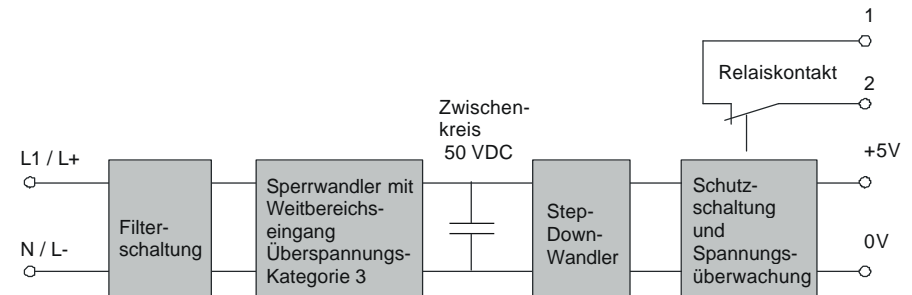 1
Relaiskontakt
2
Zwischen-
kreis
50 VDC
L1 / L+
N / L-
Filter-
schaltung
Sperrwandler mit
Weitbereichs-
eingang
Überspannungs-
Kategorie 3
Step-
Down-
Wandler
Schutz-
schaltung
und
Spannungs-
überwachung
+5V
0V